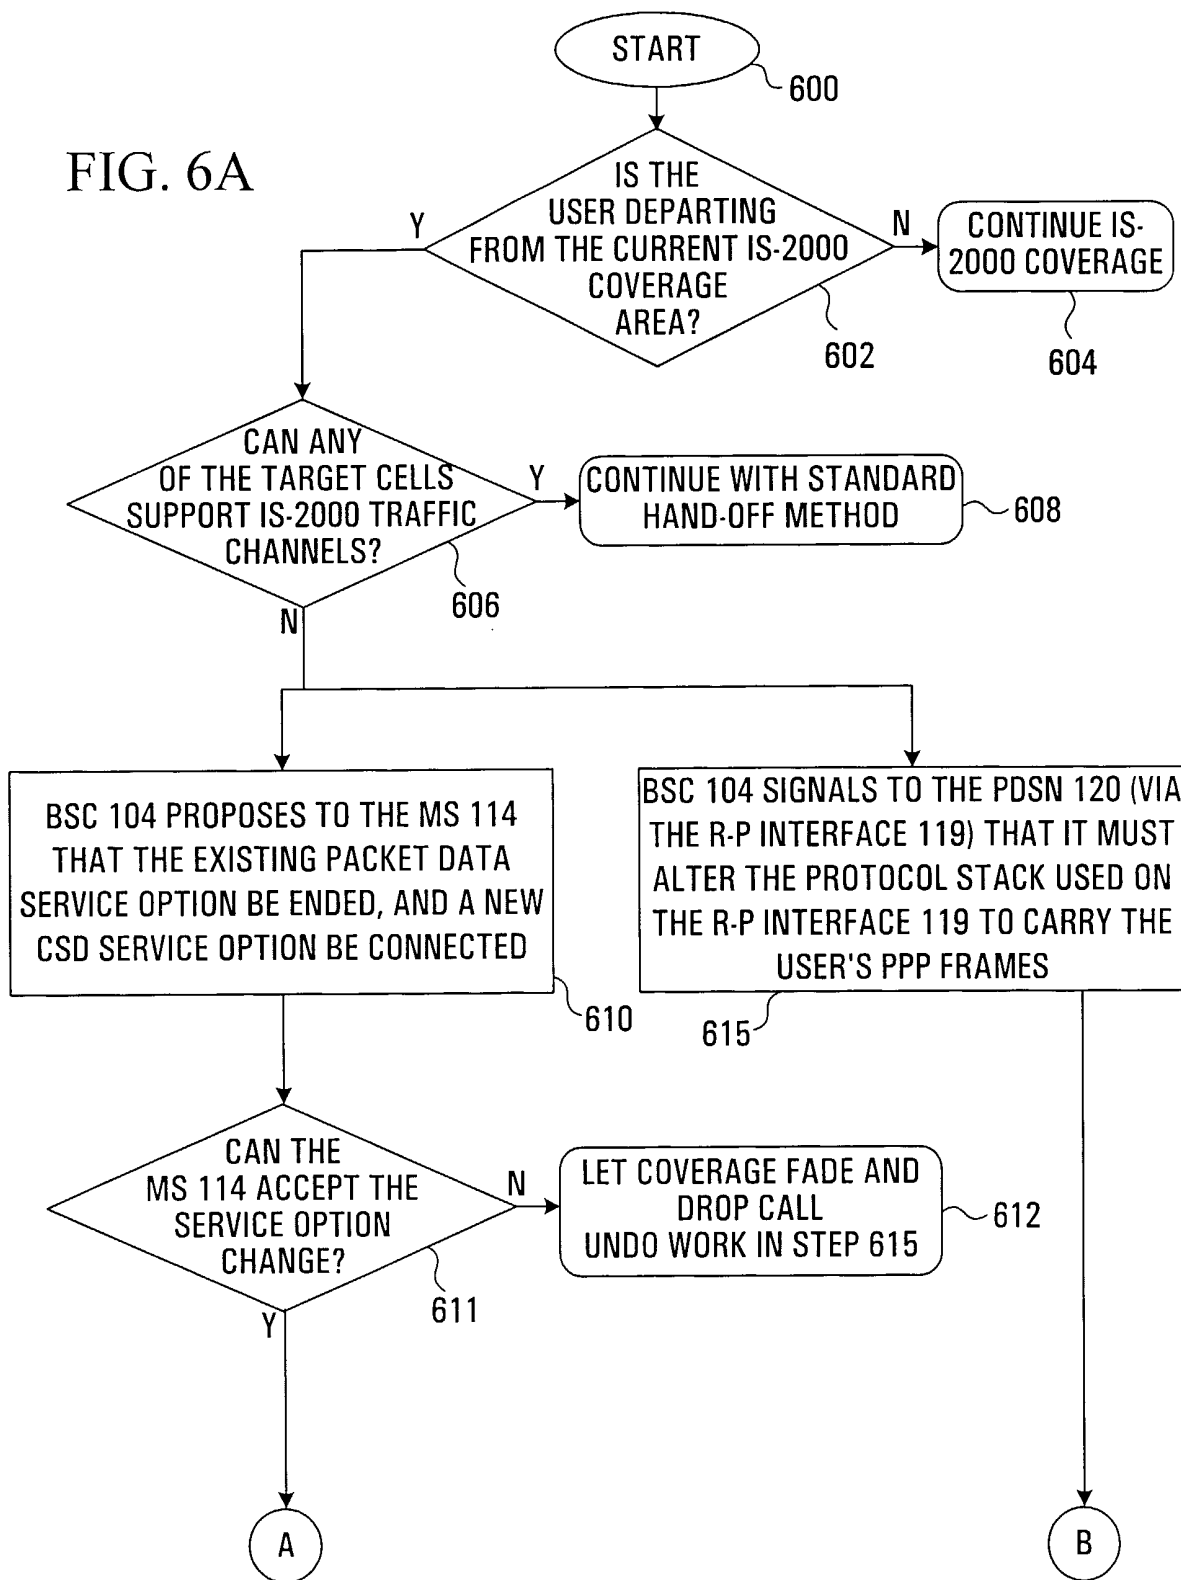 START
600
FIG. 6A
IS THE
USER DEPARTING
FROM THE CURRENT IS-2000
COVERAGE
AREA?
Y
N
602
CONTINUE IS-
2000 COVERAGE
604
CAN ANY
OF THE TARGET CELLS
SUPPORT IS-2000 TRAFFIC
CHANNELS?
Y
606
N
CONTINUE WITH STANDARD
HAND-OFF METHOD
608
BSC 104 PROPOSES TO THE MS 114
THAT THE EXISTING PACKET DATA
SERVICE OPTION BE ENDED, AND A NEW
CSD SERVICE OPTION BE CONNECTED
610
BSC 104 SIGNALS TO THE PDSN 120 (VIA
THE R-P INTERFACE 119) THAT IT MUST
ALTER THE PROTOCOL STACK USED ON
THE R-P INTERFACE 119 TO CARRY THE
USER'S PPP FRAMES
615
CAN THE
MS 114 ACCEPT THE
SERVICE OPTION
CHANGE?
N
611
Y
LET COVERAGE FADE AND
DROP CALL
UNDO WORK IN STEP 615
612
A
B